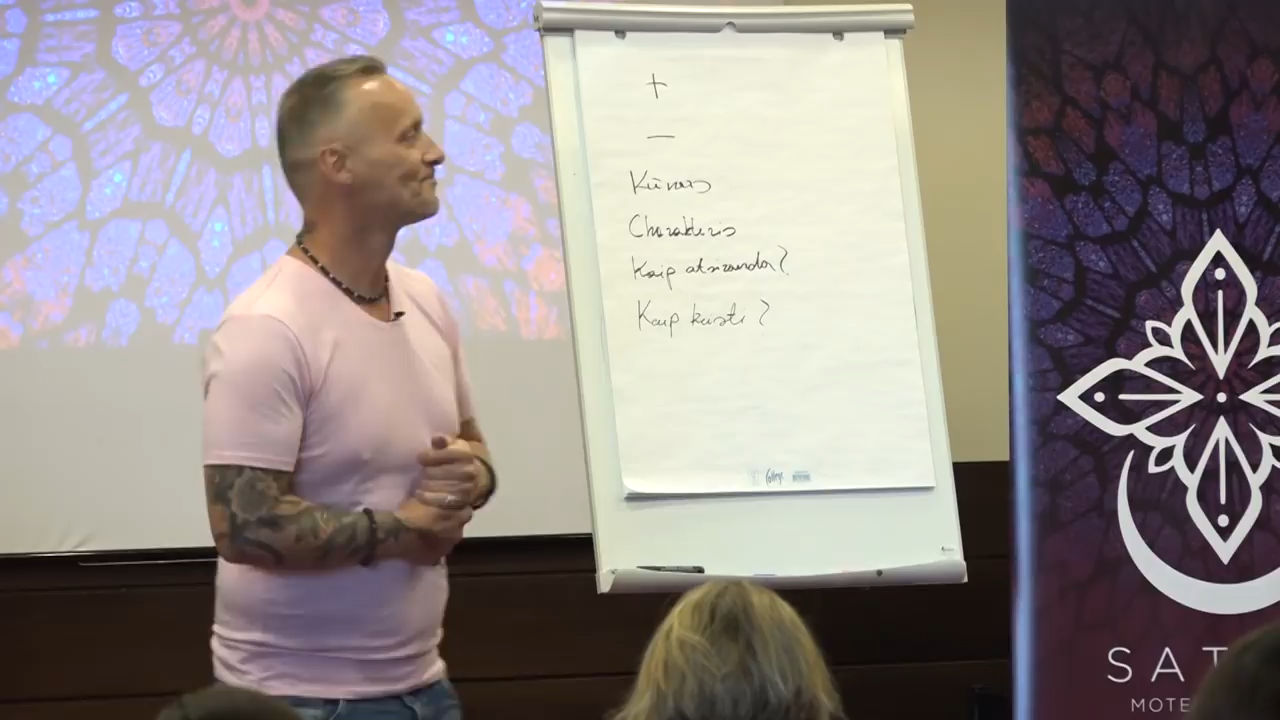 +
−
Kūnas
Charakteris
Kaip atsiranda?
Kaip keisti?
SAT
MOTE